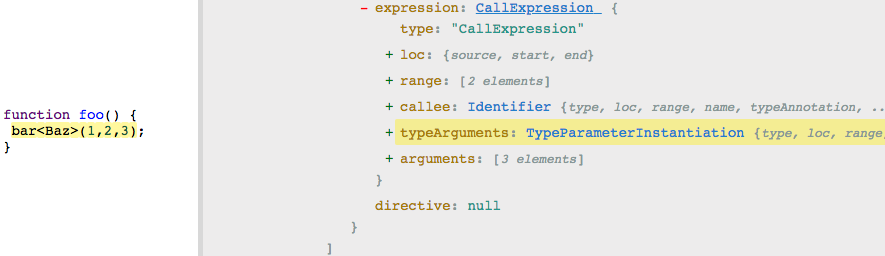 function foo() {
bar<Baz>(1,2,3);
}
- expression: CallExpression {
type: "CallExpression"
+ loc: {source, start, end}
+ range: [2 elements]
+ callee: Identifier {type, loc, range, name, typeAnnotation, ..
+ typeArguments: TypeParameterInstantiation {type, loc, range,
+ arguments: [3 elements]
}
directive: null
}
]